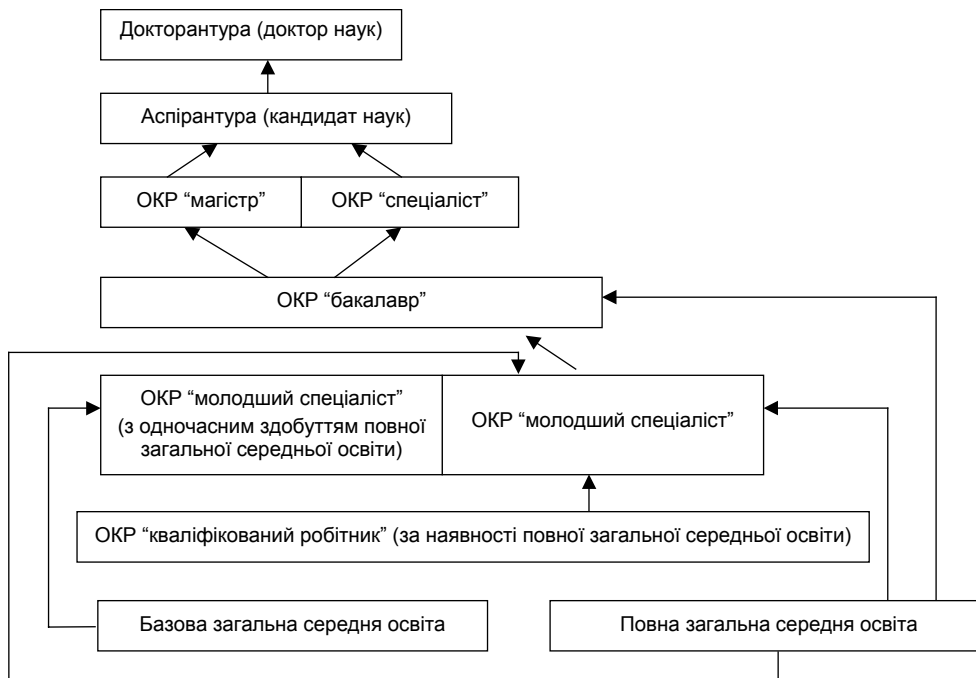 Докторантура (доктор наук)
Аспірантура (кандидат наук)
ОКР “магістр”
ОКР “спеціаліст”
ОКР “бакалавр”
ОКР “молодший спеціаліст”
(з одночасним здобуттям повної
загальної середньої освіти)
ОКР “молодший спеціаліст”
ОКР “кваліфікований робітник” (за наявності повної загальної середньої освіти)
Базова загальна середня освіта
Повна загальна середня освіта